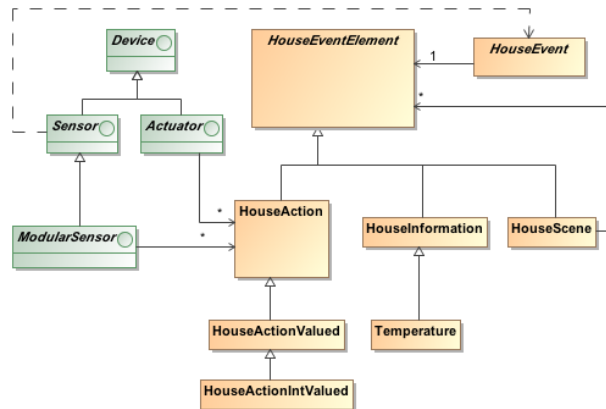 Device
HouseEventElement
HouseEvent
1
*
Sensor
Actuator
*
HouseAction
HouseInformation
HouseScene
ModularSensor
*
HouseActionValued
Temperature
HouseActionIntValued